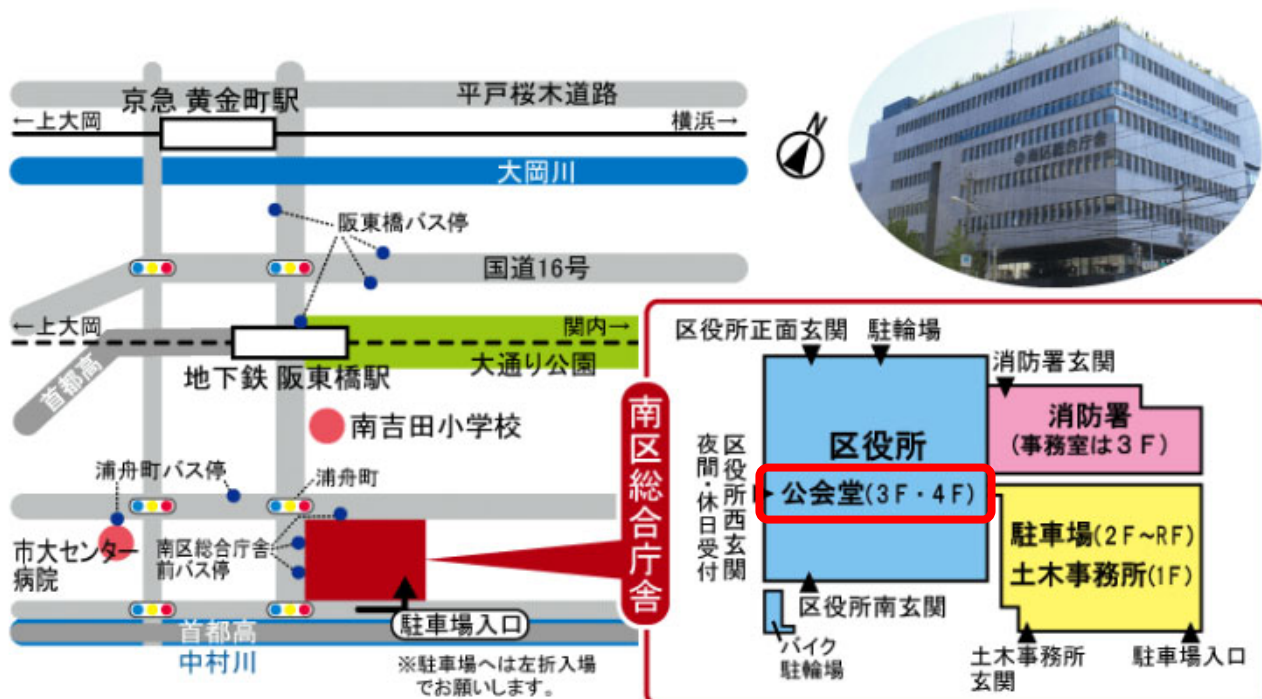 京急 黄金町駅
平戸桜木道路
←上大岡
横浜→
N
大岡川
南区総合庁舎
阪東橋バス停
国道16号
←上大岡
関内→
首都高
地下鉄 阪東橋駅
大通り公園
南吉田小学校
浦舟町バス停
浦舟町
市大センター
病院
南区総合庁舎
前バス停
駐車場入口
首都高
中村川
※駐車場へは左折入場
でお願いします。
南区総合庁舎
区役所正面玄関
駐輪場
消防署玄関
消防署
(事務室は3F)
区役所
公会堂(3F・4F)
区役所西玄関
夜間・休日受付
駐車場(2F~RF)
土木事務所(1F)
区役所南玄関
バイク
駐輪場
土木事務所
玄関
駐車場入口